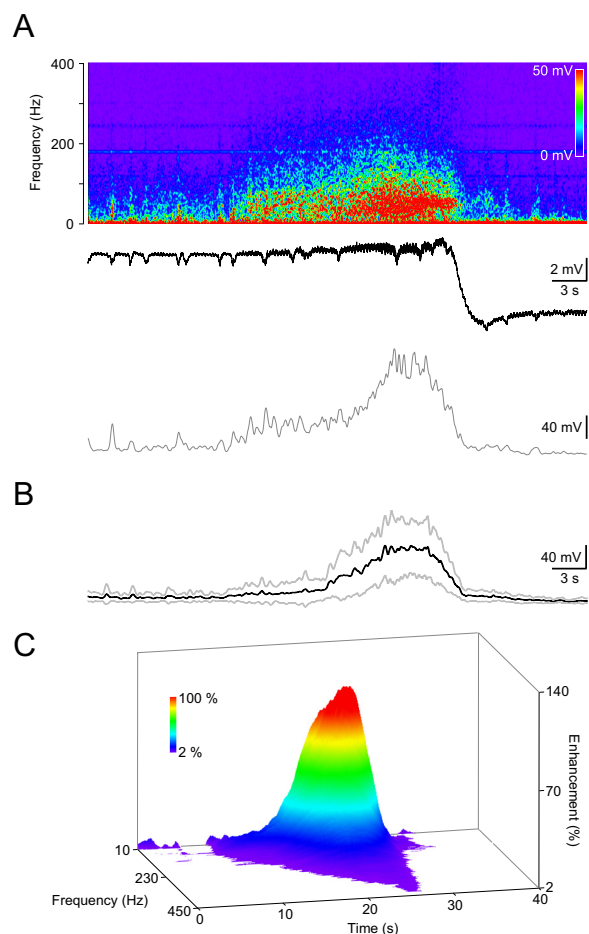 A
400
50 mV
Frequency (Hz)
200
0 mV
0
2 mV
3 s
40 mV
B
40 mV
3 s
C
140
100 %
2 %
Enhancement (%)
70
10
230
Frequency (Hz)
450
2
0
10
20
30
40
Time (s)